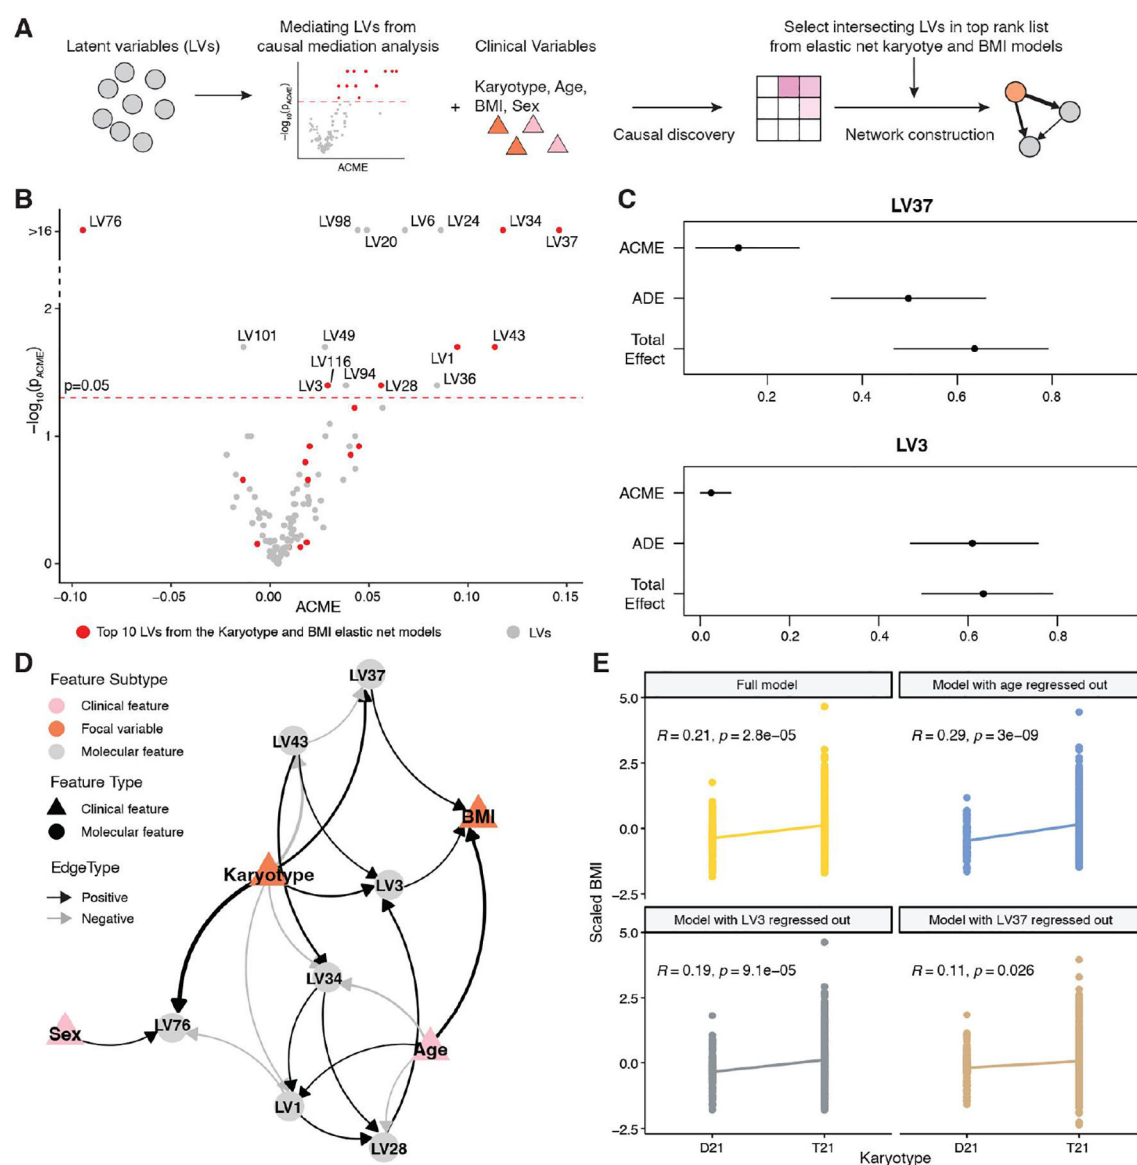 A
Latent variables (LVs)
Mediating LVs from
causal mediation analysis
−log₁₀(pACME)
ACME
+
Clinical Variables
Karyotype, Age,
BMI, Sex
Causal discovery
Select intersecting LVs in top rank list
from elastic net karyotye and BMI models
Network construction
B
−log₁₀(pACME)
>16
2
1
0
LV76
LV98
LV20
LV6
LV24
LV34
LV37
LV101
LV49
LV1
LV43
LV116
LV3
LV94
LV28
LV36
p=0.05
−0.10
−0.05
0.00
0.05
0.10
0.15
ACME
Top 10 LVs from the Karyotype and BMI elastic net models
LVs
C
LV37
ACME
ADE
Total
Effect
0.2
0.4
0.6
0.8
LV3
ACME
ADE
Total
Effect
0.0
0.2
0.4
0.6
0.8
D
Feature Subtype
Clinical feature
Focal variable
Molecular feature
Feature Type
Clinical feature
Molecular feature
EdgeType
Positive
Negative
LV37
LV43
BMI
Karyotype
LV3
LV34
Sex
LV76
Age
LV1
LV28
E
Scaled BMI
Full model
Model with age regressed out
5.0
2.5
0.0
−2.5
R = 0.21, p = 2.8e−05
R = 0.29, p = 3e−09
Model with LV3 regressed out
Model with LV37 regressed out
5.0
2.5
0.0
−2.5
R = 0.19, p = 9.1e−05
R = 0.11, p = 0.026
D21
T21
D21
T21
Karyotype